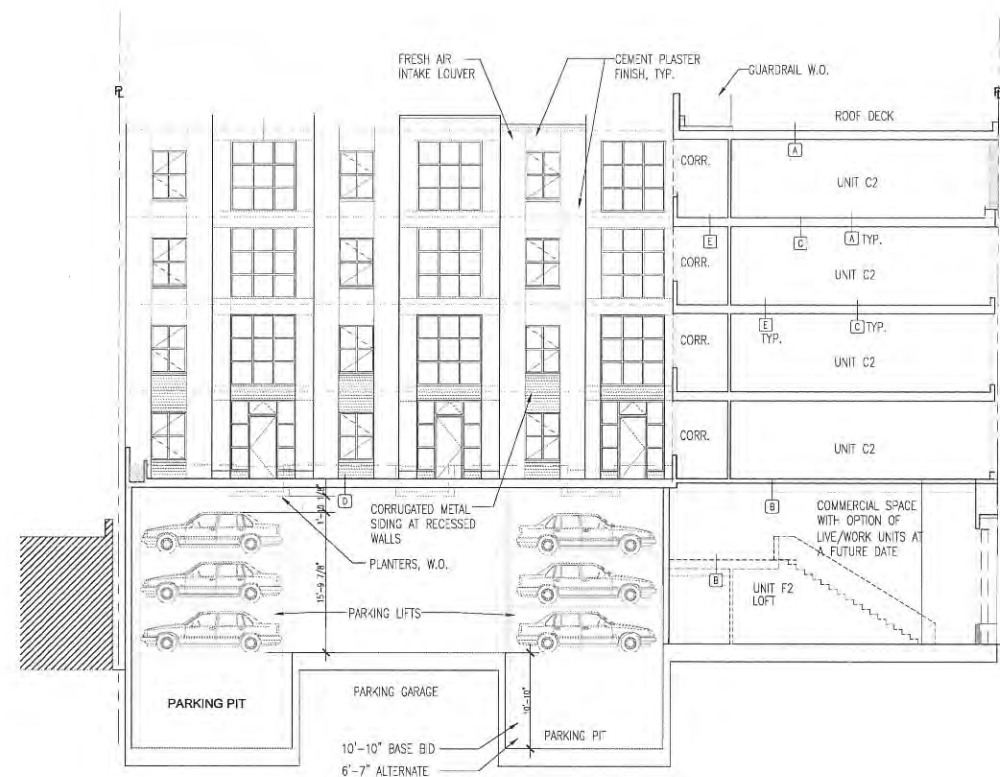 FRESH AIR
INTAKE LOUVER
CEMENT PLASTER
FINISH, TYP.
GUARDRAIL W.O.
ROOF DECK
A
CORR.
UNIT C2
E
C
A TYP.
CORR.
UNIT C2
E
TYP.
C TYP.
CORR.
UNIT C2
CORR.
UNIT C2
D
B
CORRUGATED METAL
SIDING AT RECESSED
WALLS
PLANTERS, W.O.
COMMERCIAL SPACE
WITH OPTION OF
LIVE/WORK UNITS AT
A FUTURE DATE
15'-9 7/8"
B
UNIT F2
LOFT
PARKING LIFTS
PARKING PIT
PARKING GARAGE
10'-10"
PARKING PIT
10'-10" BASE BID
6'-7" ALTERNATE